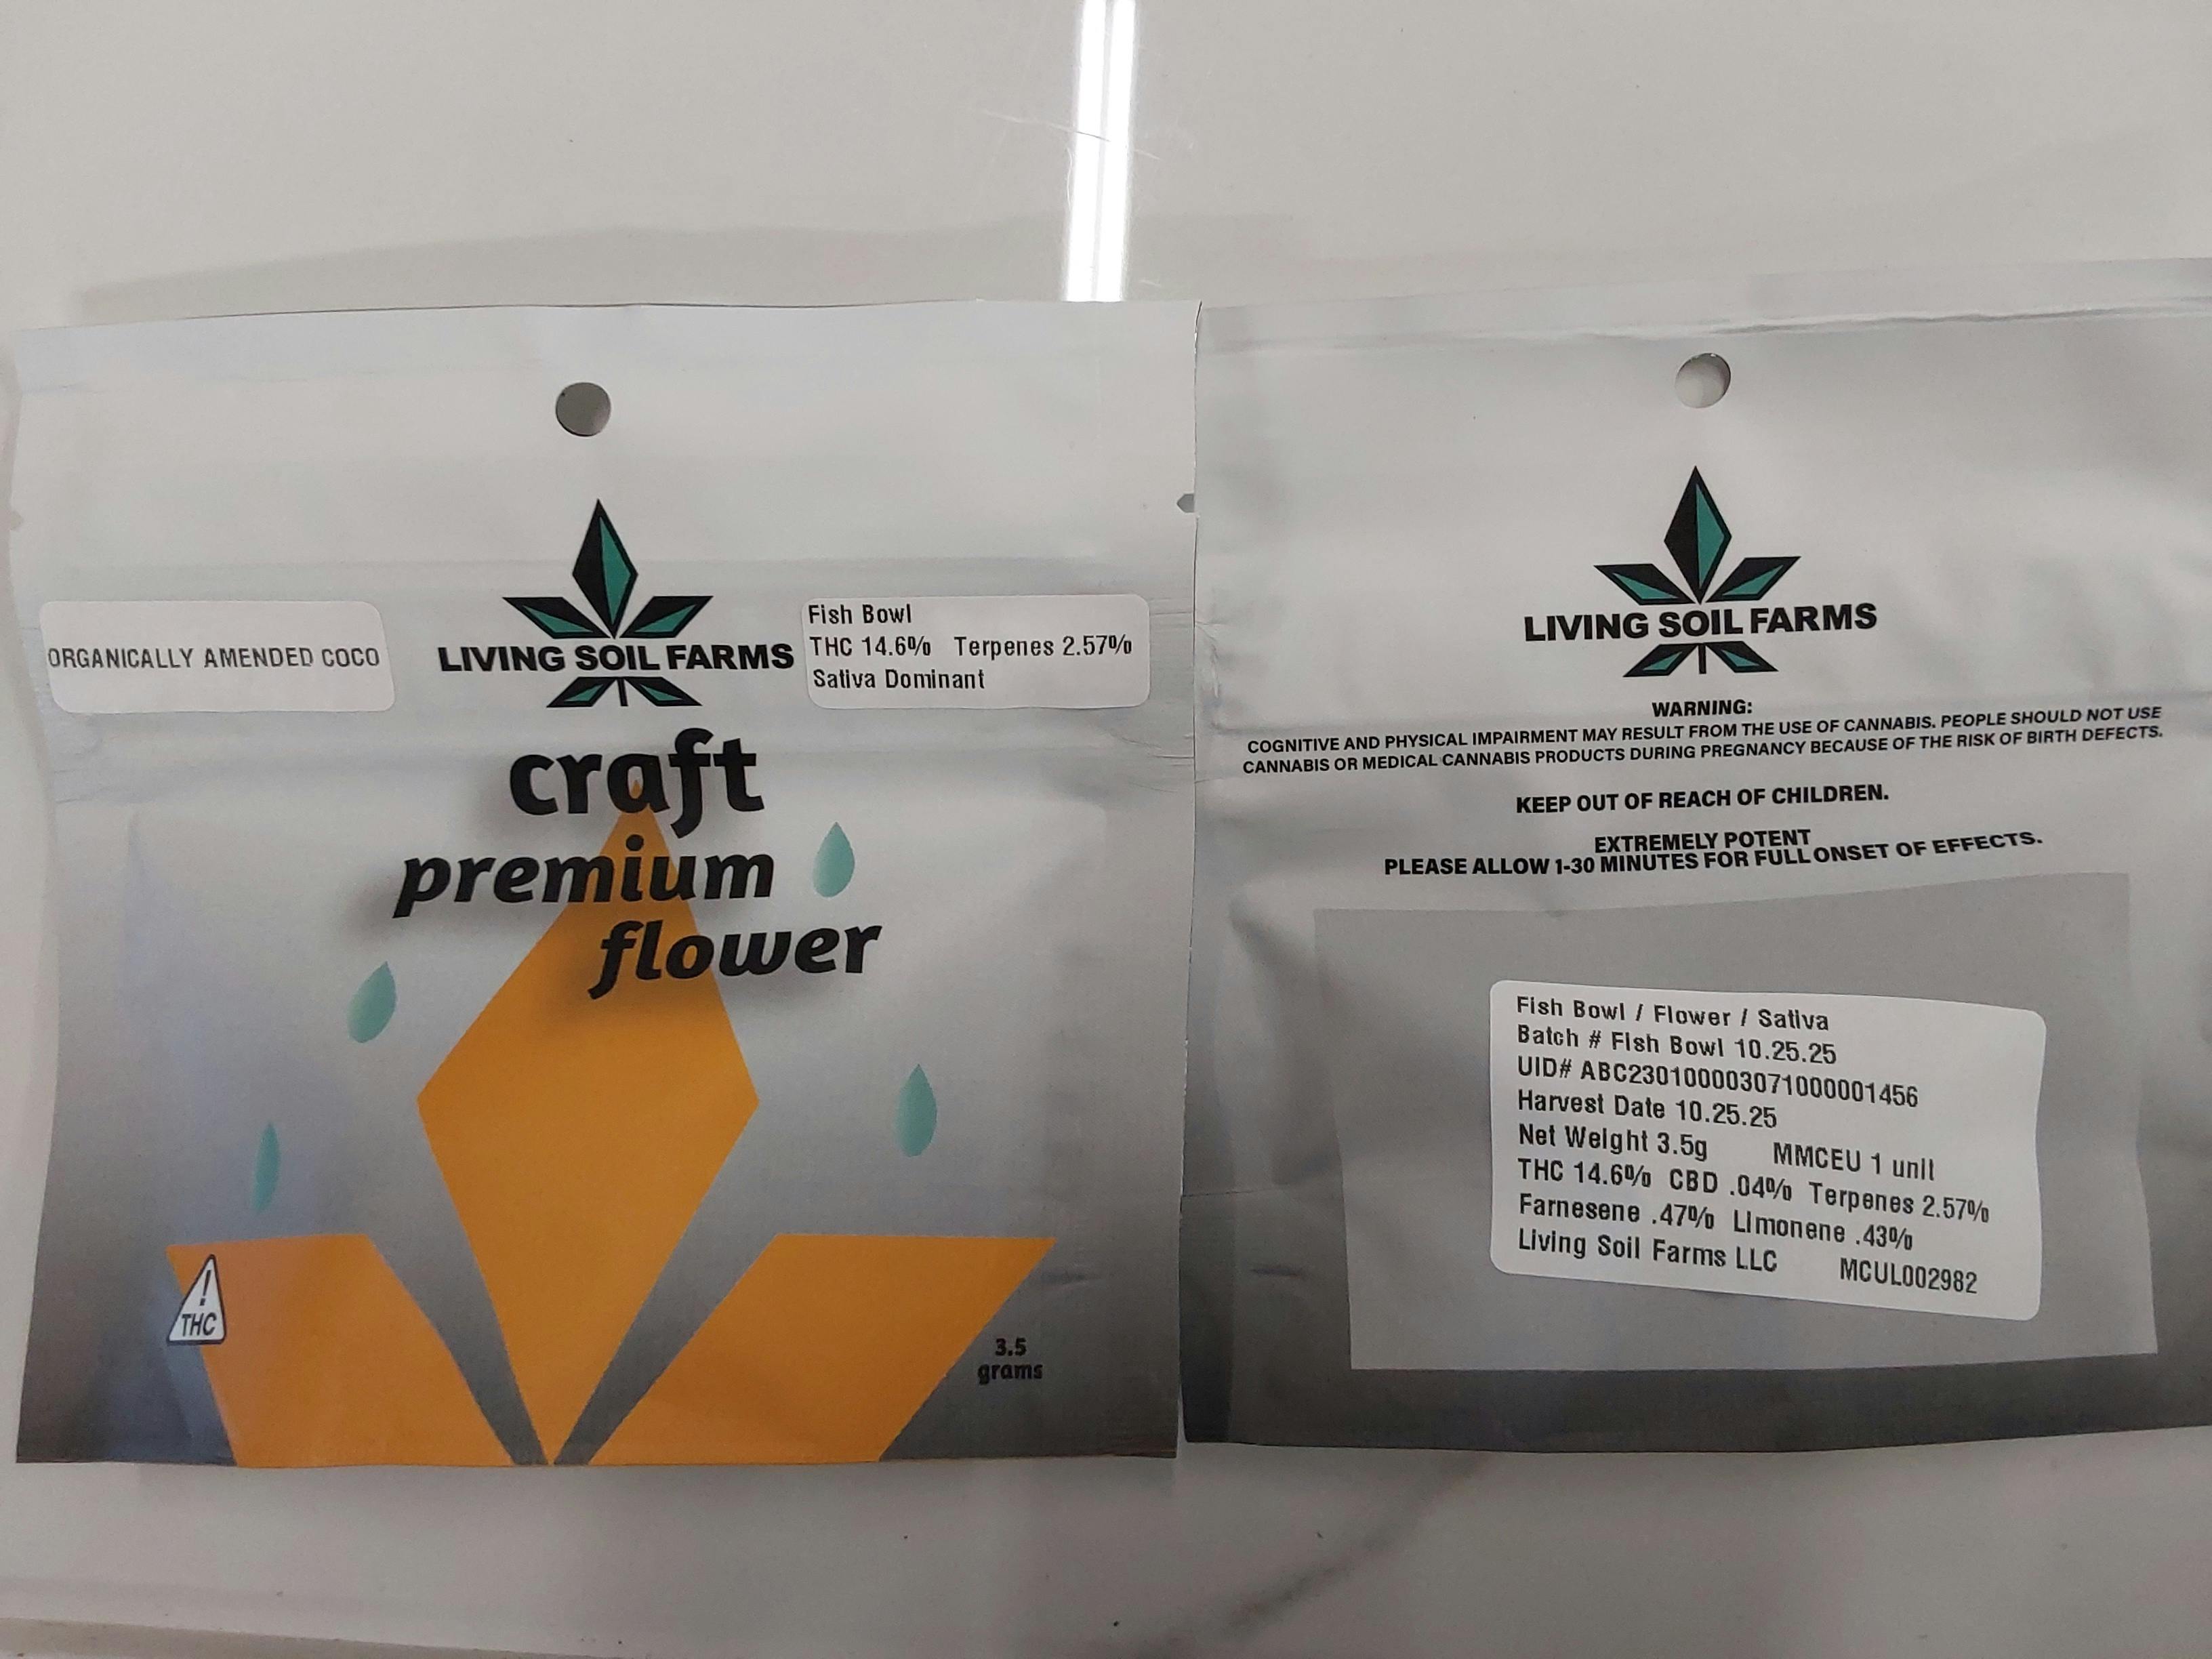 ORGANICALLY AMENDED COCO
LIVING SOIL FARMS
Fish Bowl
THC 14.6% Terpenes 2.57%
Sativa Dominant
craft
premium
flower
!
THC
3.5
grams
LIVING SOIL FARMS
WARNING:
COGNITIVE AND PHYSICAL IMPAIRMENT MAY RESULT FROM THE USE OF CANNABIS. PEOPLE SHOULD NOT USE
CANNABIS OR MEDICAL CANNABIS PRODUCTS DURING PREGNANCY BECAUSE OF THE RISK OF BIRTH DEFECTS.
KEEP OUT OF REACH OF CHILDREN.
EXTREMELY POTENT
PLEASE ALLOW 1-30 MINUTES FOR FULL ONSET OF EFFECTS.
Fish Bowl / Flower / Sativa
Batch # Fish Bowl 10.25.25
UID# ABC2301000003071000001456
Harvest Date 10.25.25
Net Weight 3.5g MMCEU 1 unit
THC 14.6% CBD .04% Terpenes 2.57%
Farnesene .47% Limonene .43%
Living Soil Farms LLC MCUL002982